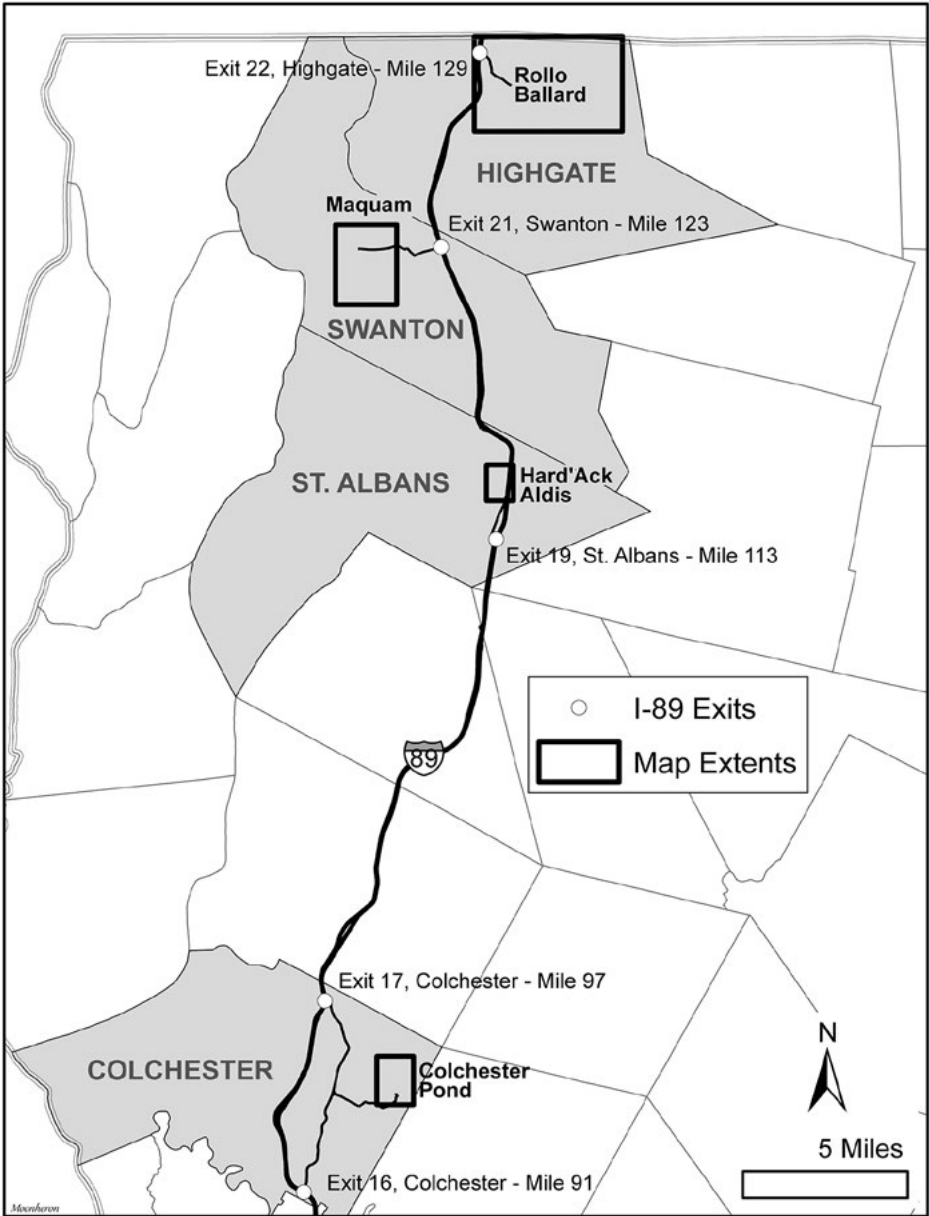 Exit 22, Highgate - Mile 129
Rollo
Ballard
HIGHGATE
Maquam
Exit 21, Swanton - Mile 123
SWANTON
ST. ALBANS
Hard'Ack
Aldis
Exit 19, St. Albans - Mile 113
I-89 Exits
Map Extents
89
Exit 17, Colchester - Mile 97
COLCHESTER
Colchester
Pond
N
5 Miles
Exit 16, Colchester - Mile 91
Moonheron